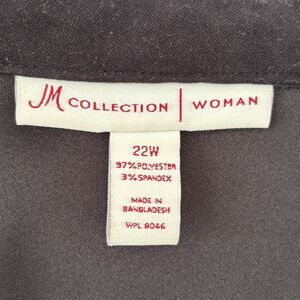 JM COLLECTION | WOMAN
22W
97% POLYESTER
3% SPANDEX
MADE IN
BANGLADESH
WPL 8046